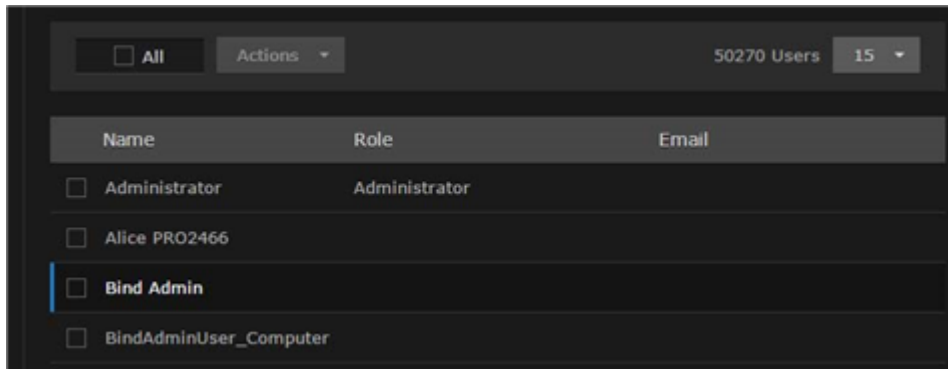 All Actions 50270 Users 15
Name Role Email
Administrator Administrator
Alice PRO2466
Bind Admin
BindAdminUser_Computer